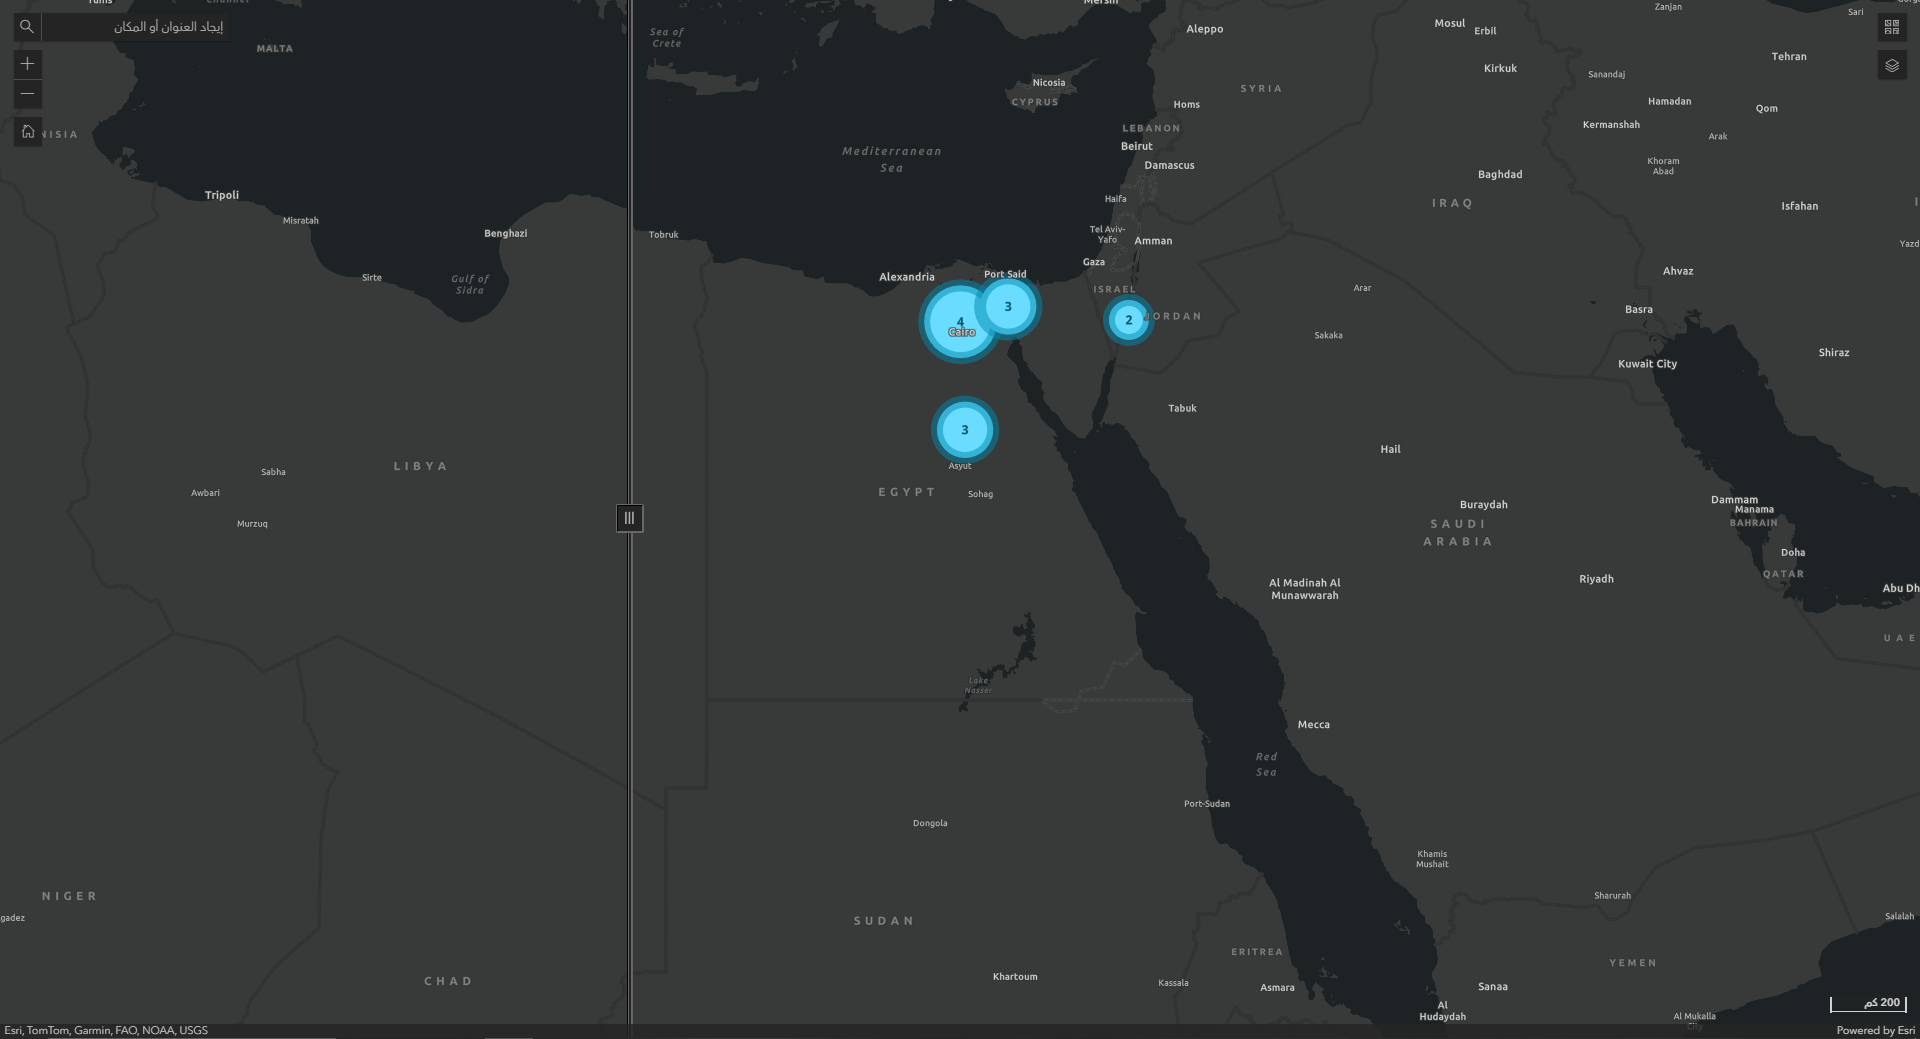 إيجاد العنوان أو المكان
MALTA
Sea of
Crete
Aleppo
Mosul
Erbil
Zanjan
Sari
Tehran
Nicosia
CYPRUS
SYRIA
Kirkuk
Sanandaj
Hamadan
Qom
Homs
LEBANON
Beirut
Kermanshah
Arak
Mediterranean
Sea
Damascus
Khoram
Abad
Baghdad
Tripoli
Haifa
IRAQ
Isfahan
Misratah
Benghazi
Tobruk
Tel Aviv-
Yafo
Amman
Yazd
Gaza
Ahvaz
Sirte
Gulf of
Sidra
Alexandria
Port Said
ISRAEL
Arar
JORDAN
Basra
4
3
2
Cairo
Sakaka
Shiraz
Kuwait City
Tabuk
3
Hail
Asyut
LIBYA
Sabha
Awbari
EGYPT
Sohag
Murzuq
Buraydah
Dammam
Manama
BAHRAIN
SAUDI
ARABIA
Doha
QATAR
Riyadh
Al Madinah Al
Munawwarah
Abu Dh
UAE
Lake
Nasser
Mecca
Red
Sea
Port-Sudan
Dongola
Khamis
Mushait
NIGER
Sharurah
gadez
SUDAN
Salalah
ERITREA
YEMEN
CHAD
Khartoum
Kassala
Asmara
Sanaa
200 كم
Al
Hudaydah
Al Mukalla
City
Esri, TomTom, Garmin, FAO, NOAA, USGS
Powered by Esri